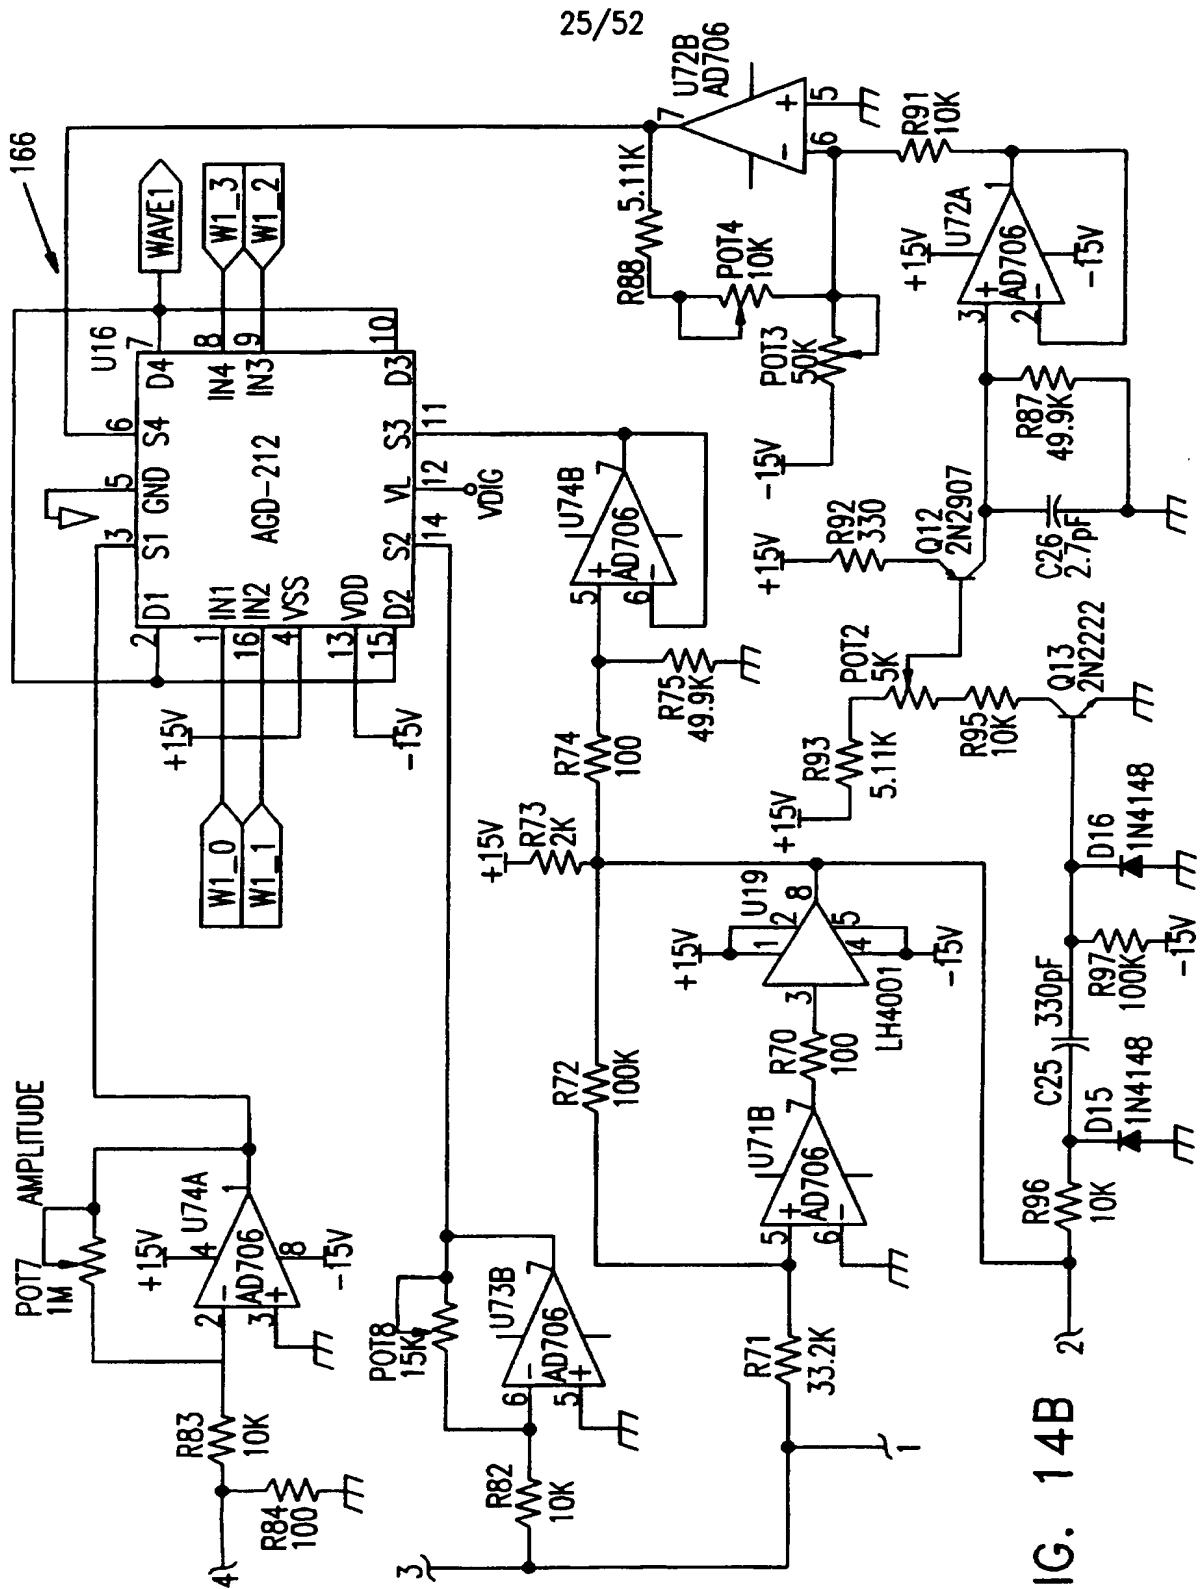 25/52
166
WAVE1
W1_3
W1_2
U16
7
8
9
10
D4
IN4
IN3
D3
6
S4
5
GND
3
S1
AGD-212
S3
11
VL
12
VDIG
S2
14
D1
IN1
IN2
VSS
VDD
D2
2
1
16
4
13
15
+15V
-15V
W1_0
W1_1
AMPLITUDE
POT7
1M
+15V
U74A
4
1
AD706
8
-15V
2
-
3
+
R83
10K
R84
100
4
3
POT8
15K
U73B
7
AD706
6
-
5
+
R82
10K
R71
33.2K
1
R72
100K
U71B
7
AD706
5
+
6
-
R70
100
3
U19
+15V
1
2
8
4
5
-15V
LH4001
+15V
R73
2K
R74
100
R75
49.9K
U74B
7
AD706
5
+
6
-
U72B
AD706
7
-
+
6
5
R88
5.11K
POT4
10K
POT3
50K
-15V
R91
10K
U72A
+15V
1
AD706
-15V
3
+
2
-
R87
49.9K
C26
2.7pF
Q12
2N2907
R92
330
+15V
POT2
5K
R93
5.11K
+15V
R95
10K
Q13
2N2222
D16
1N4148
R97
100K
-15V
C25
330pF
D15
1N4148
R96
10K
2
IG. 14B